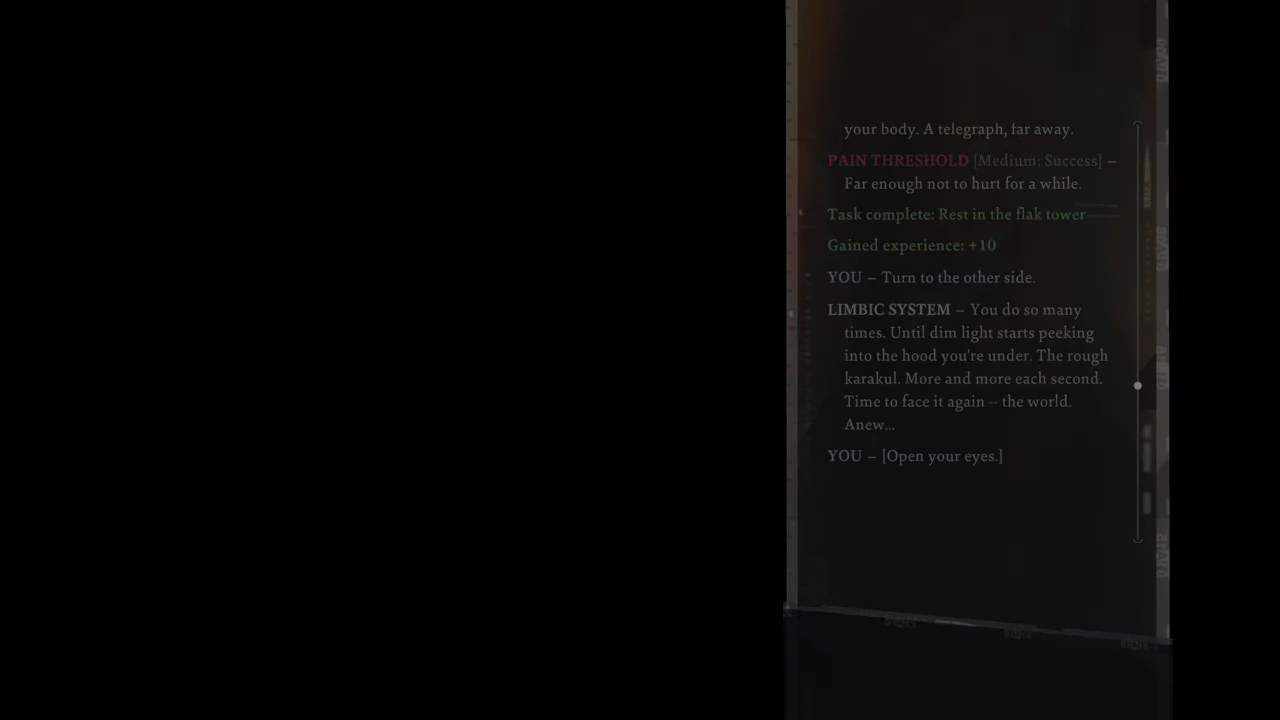 your body. A telegraph, far away.
PAIN THRESHOLD [Medium: Success] –
Far enough not to hurt for a while.
Task complete: Rest in the flak tower
Gained experience: +10
YOU – Turn to the other side.
LIMBIC SYSTEM – You do so many
times. Until dim light starts peeking
into the hood you're under. The rough
karakul. More and more each second.
Time to face it again -- the world.
Anew...
YOU – [Open your eyes.]